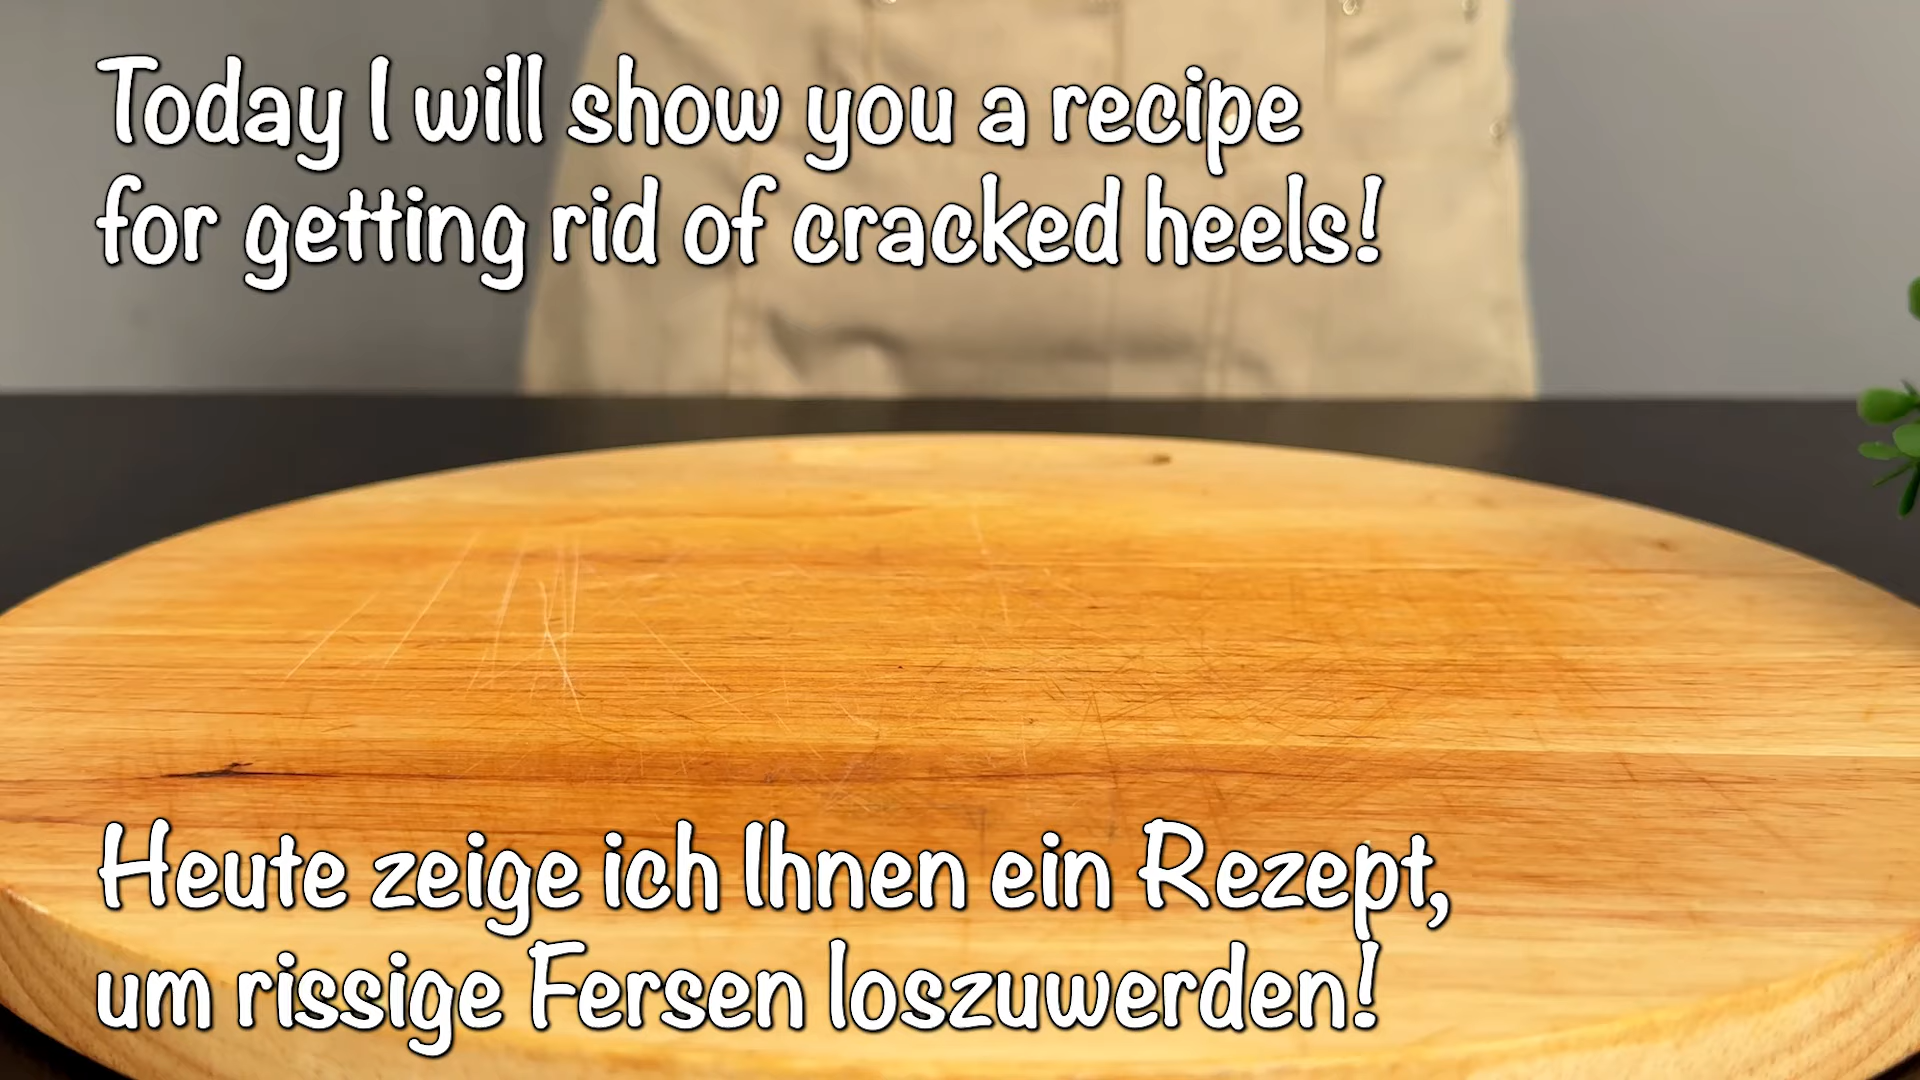 Today I will show you a recipe
for getting rid of cracked heels!
Heute zeige ich Ihnen ein Rezept,
um rissige Fersen loszuwerden!